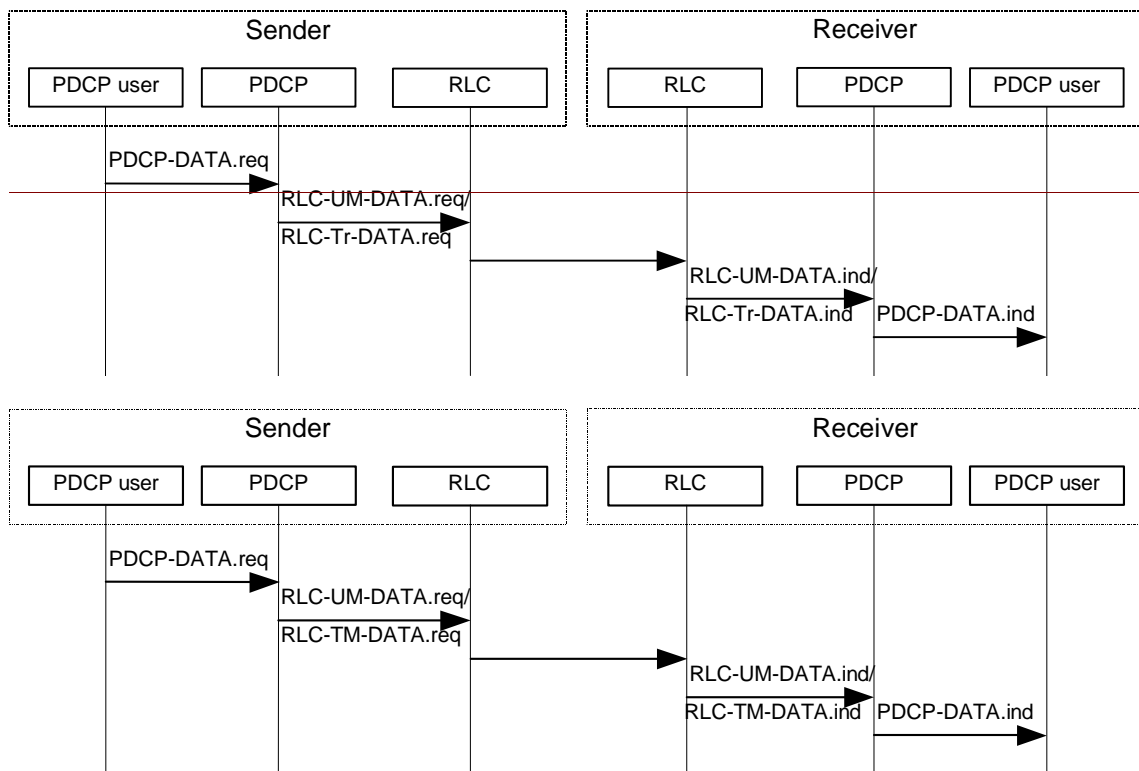 Sender
Receiver
PDCP user
PDCP
RLC
RLC
PDCP
PDCP user
PDCP-DATA.req
RLC-UM-DATA.req/
RLC-Tr-DATA.req
RLC-UM-DATA.ind/
RLC-Tr-DATA.ind
PDCP-DATA.ind
Sender
Receiver
PDCP user
PDCP
RLC
RLC
PDCP
PDCP user
PDCP-DATA.req
RLC-UM-DATA.req/
RLC-TM-DATA.req
RLC-UM-DATA.ind/
RLC-TM-DATA.ind
PDCP-DATA.ind